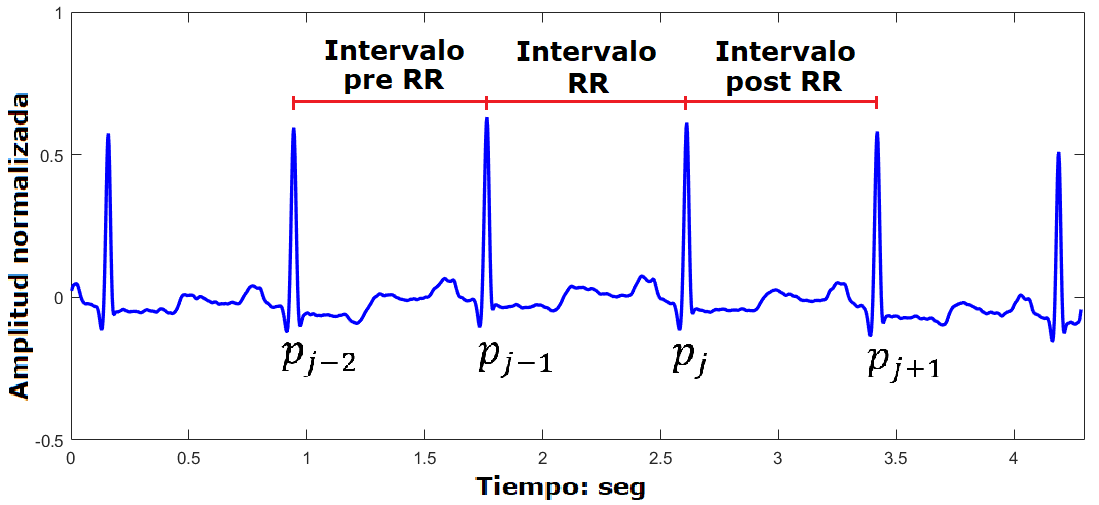 1
Intervalo
pre RR
Intervalo
RR
Intervalo
post RR
0.5
Amplitud normalizada
0
p_{j-2}
p_{j-1}
p_j
p_{j+1}
-0.5
0 0.5 1 1.5 2 2.5 3 3.5 4
Tiempo: seg